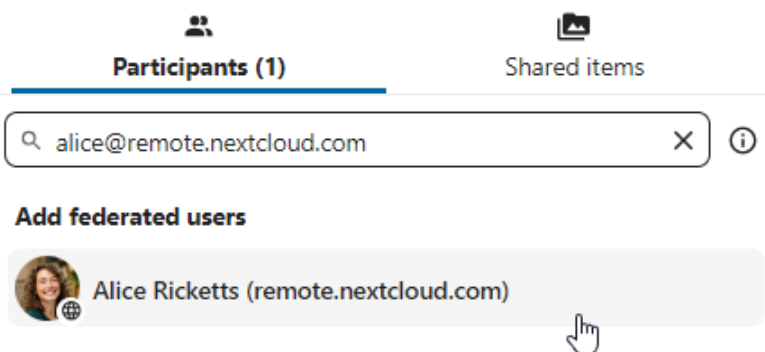 Participants (1)
Shared items
alice@remote.nextcloud.com
Add federated users
Alice Ricketts (remote.nextcloud.com)